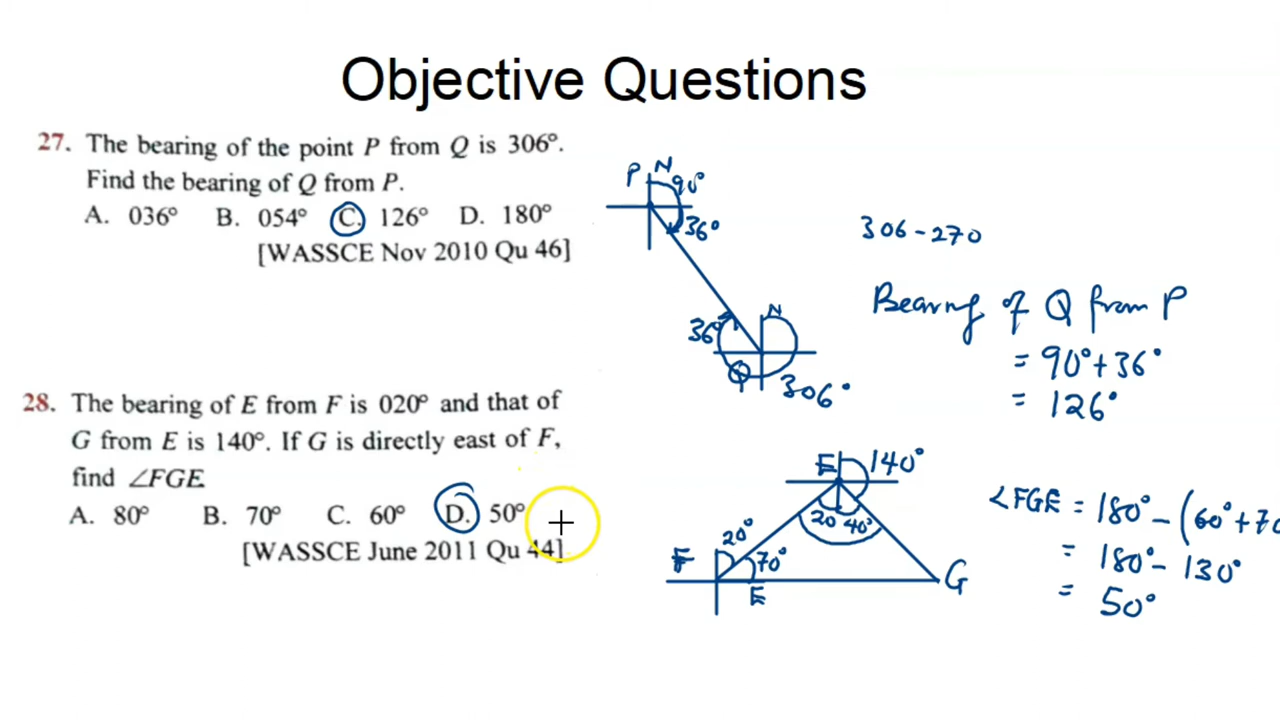 Objective Questions
27. The bearing of the point P from Q is 306°.
Find the bearing of Q from P.
A. 036° B. 054° C. 126° D. 180°
[WASSCE Nov 2010 Qu 46]
28. The bearing of E from F is 020° and that of
G from E is 140°. If G is directly east of F,
find ∠FGE
A. 80° B. 70° C. 60° D. 50°
[WASSCE June 2011 Qu 44]
P N
90°
36°
N
36°
Q
306°
306-270
Bearing of Q from P
= 90°+36°
= 126°
E 140°
20 40°
20°
F 70°
E
G
∠FGE = 180° - (60°+70
= 180° - 130°
= 50°